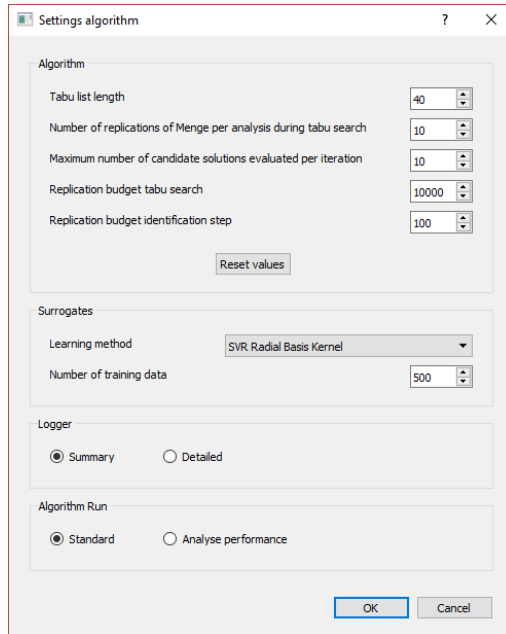 Settings algorithm ?
Algorithm
Tabu list length 40
Number of replications of Menge per analysis during tabu search 10
Maximum number of candidate solutions evaluated per iteration 10
Replication budget tabu search 10000
Replication budget identification step 100
Reset values
Surrogates
Learning method SVR Radial Basis Kernel
Number of training data 500
Logger
Summary Detailed
Algorithm Run
Standard Analyse performance
OK Cancel